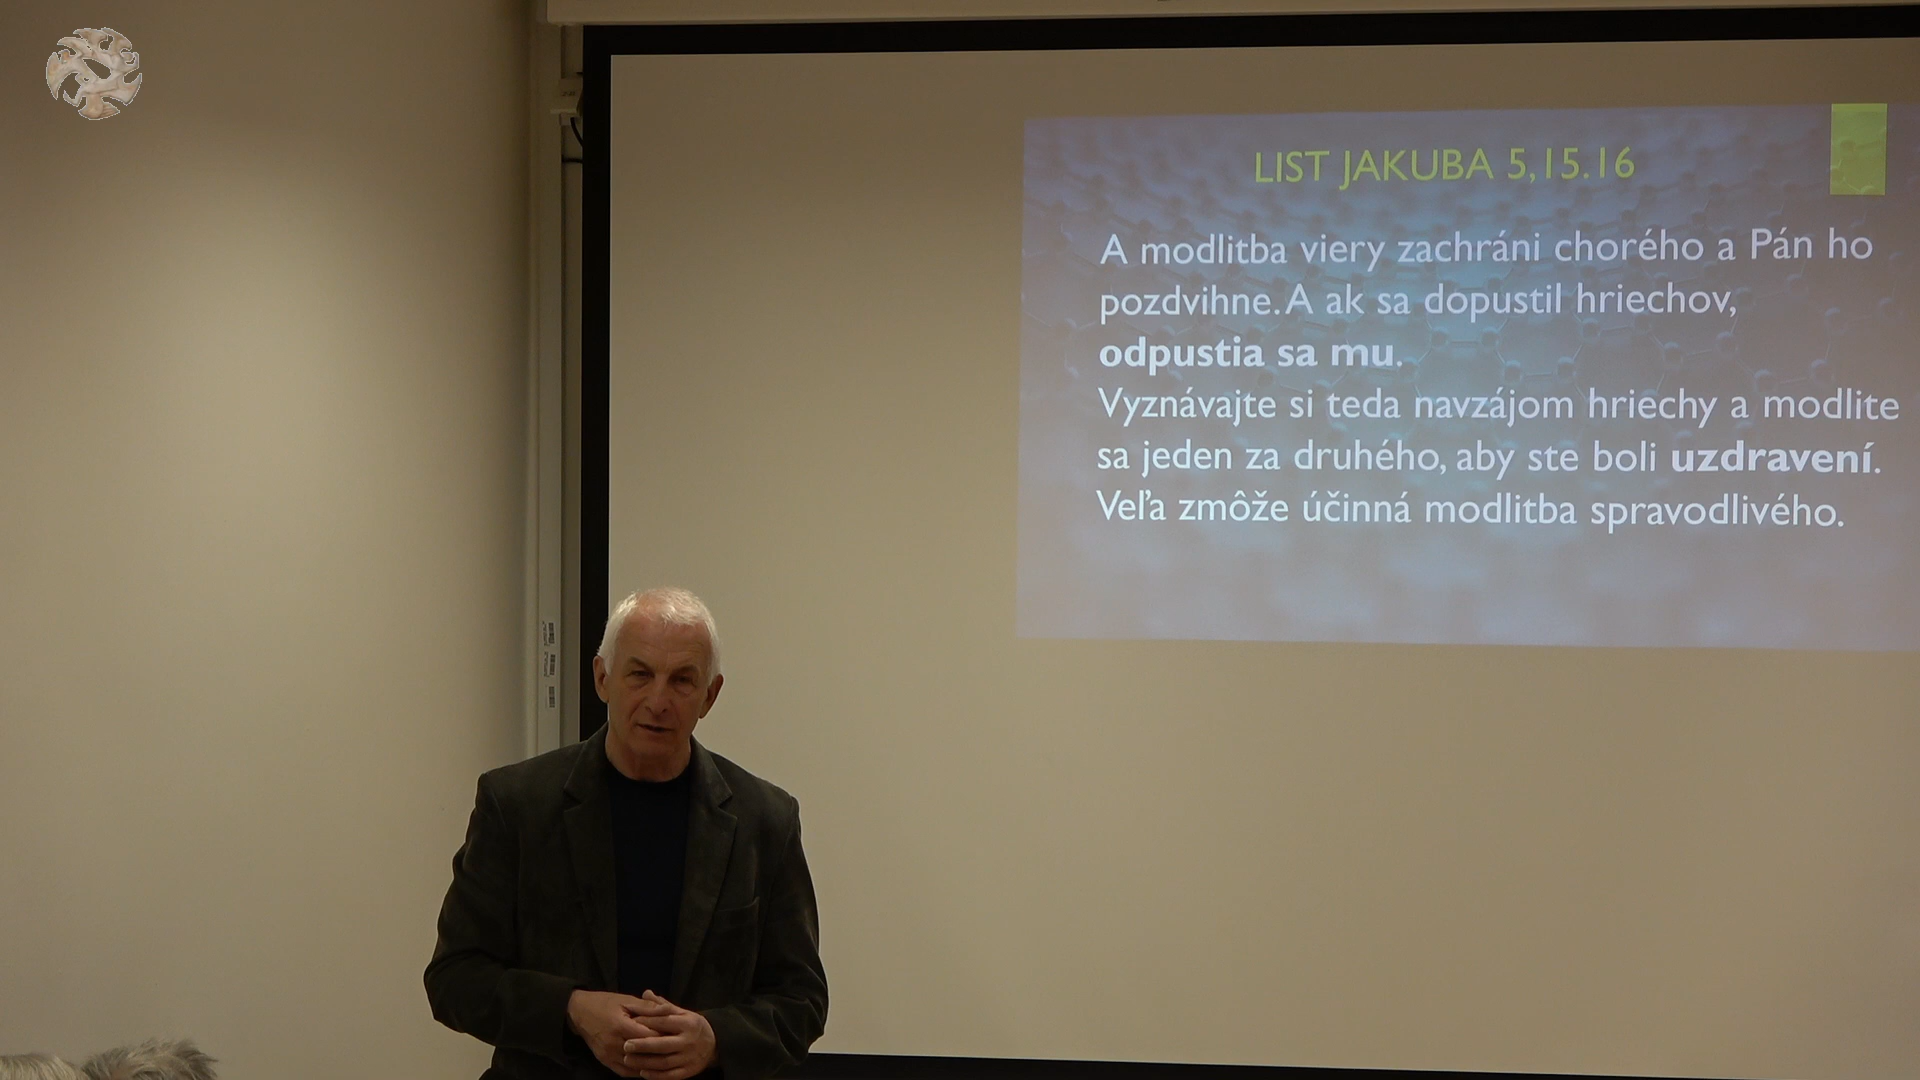 LIST JAKUBA 5,15.16
A modlitba viery zachráni chorého a Pán ho
pozdvihne. A ak sa dopustil hriechov,
odpustia sa mu.
Vyznávajte si teda navzájom hriechy a modlite
sa jeden za druhého, aby ste boli uzdravení.
Veľa zmôže účinná modlitba spravodlivého.